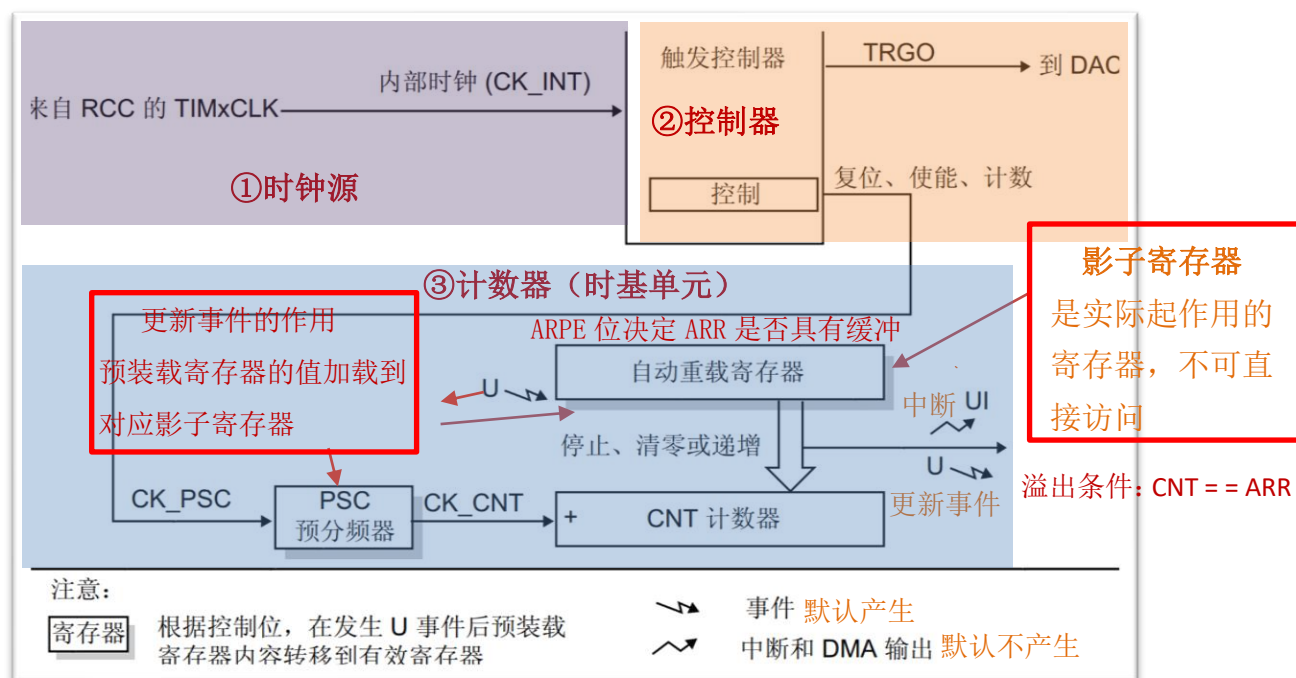 触发控制器
TRGO
到 DAC
内部时钟 (CK_INT)
来自 RCC 的 TIMxCLK
②控制器
①时钟源
控制
复位、使能、计数
影子寄存器
是实际起作用的
寄存器，不可直
接访问
③计数器（时基单元）
更新事件的作用
预装载寄存器的值加载到
对应影子寄存器
ARPE 位决定 ARR 是否具有缓冲
U
自动重载寄存器
中断 UI
停止、清零或递增
U
更新事件
溢出条件：CNT = = ARR
CK_PSC
PSC
预分频器
CK_CNT
+
CNT 计数器
注意：
寄存器
根据控制位，在发生 U 事件后预装载
寄存器内容转移到有效寄存器
事件 默认产生
中断和 DMA 输出 默认不产生